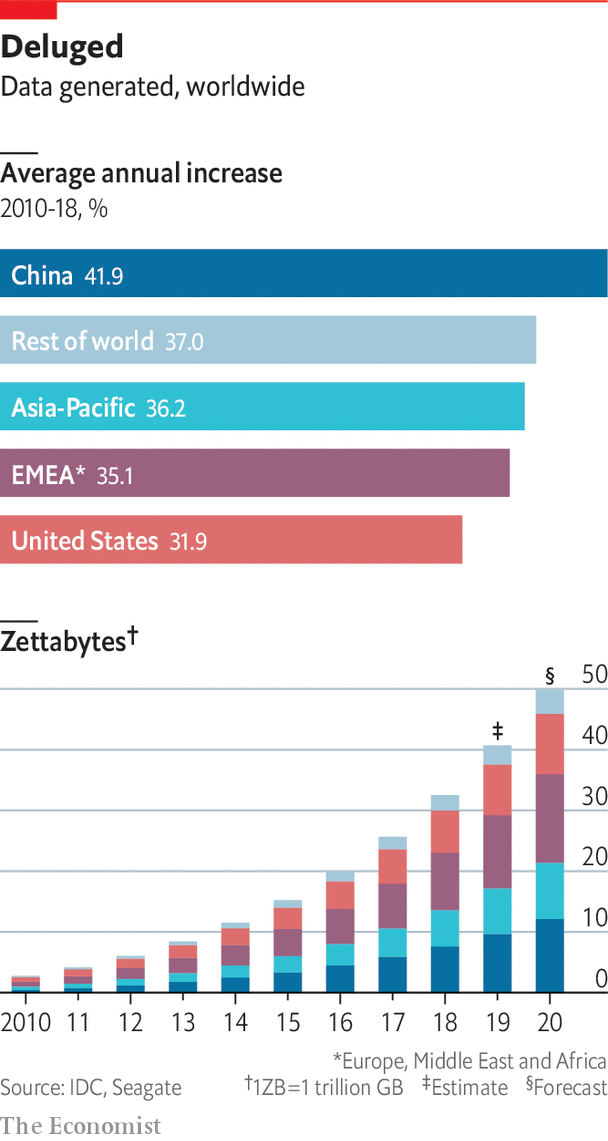 Deluged
Data generated, worldwide
Average annual increase
2010-18, %
China 41.9
Rest of world 37.0
Asia-Pacific 36.2
EMEA* 35.1
United States 31.9
Zettabytes†
§ 50
‡ 40
30
20
10
0
2010 11 12 13 14 15 16 17 18 19 20
*Europe, Middle East and Africa
Source: IDC, Seagate †1ZB=1 trillion GB ‡Estimate §Forecast
The Economist